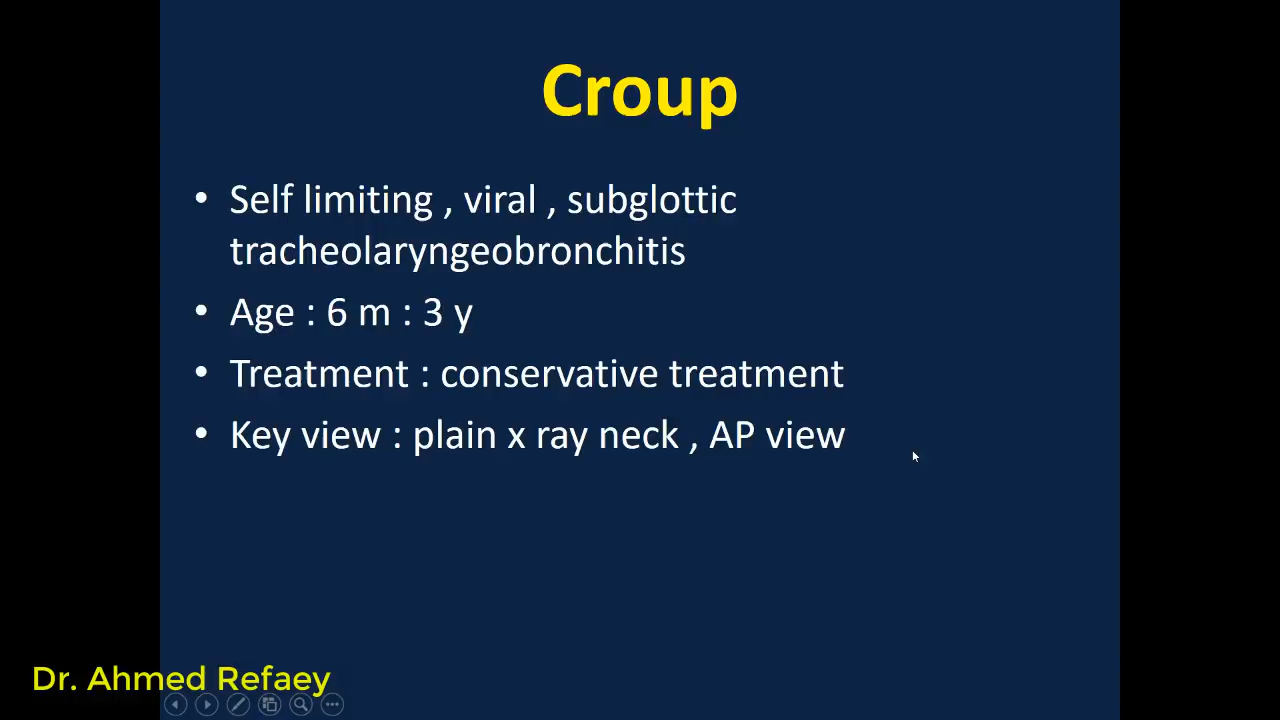 Croup
• Self limiting , viral , subglottic
tracheolaryngeobronchitis
• Age : 6 m : 3 y
• Treatment : conservative treatment
• Key view : plain x ray neck , AP view
Dr. Ahmed Refaey